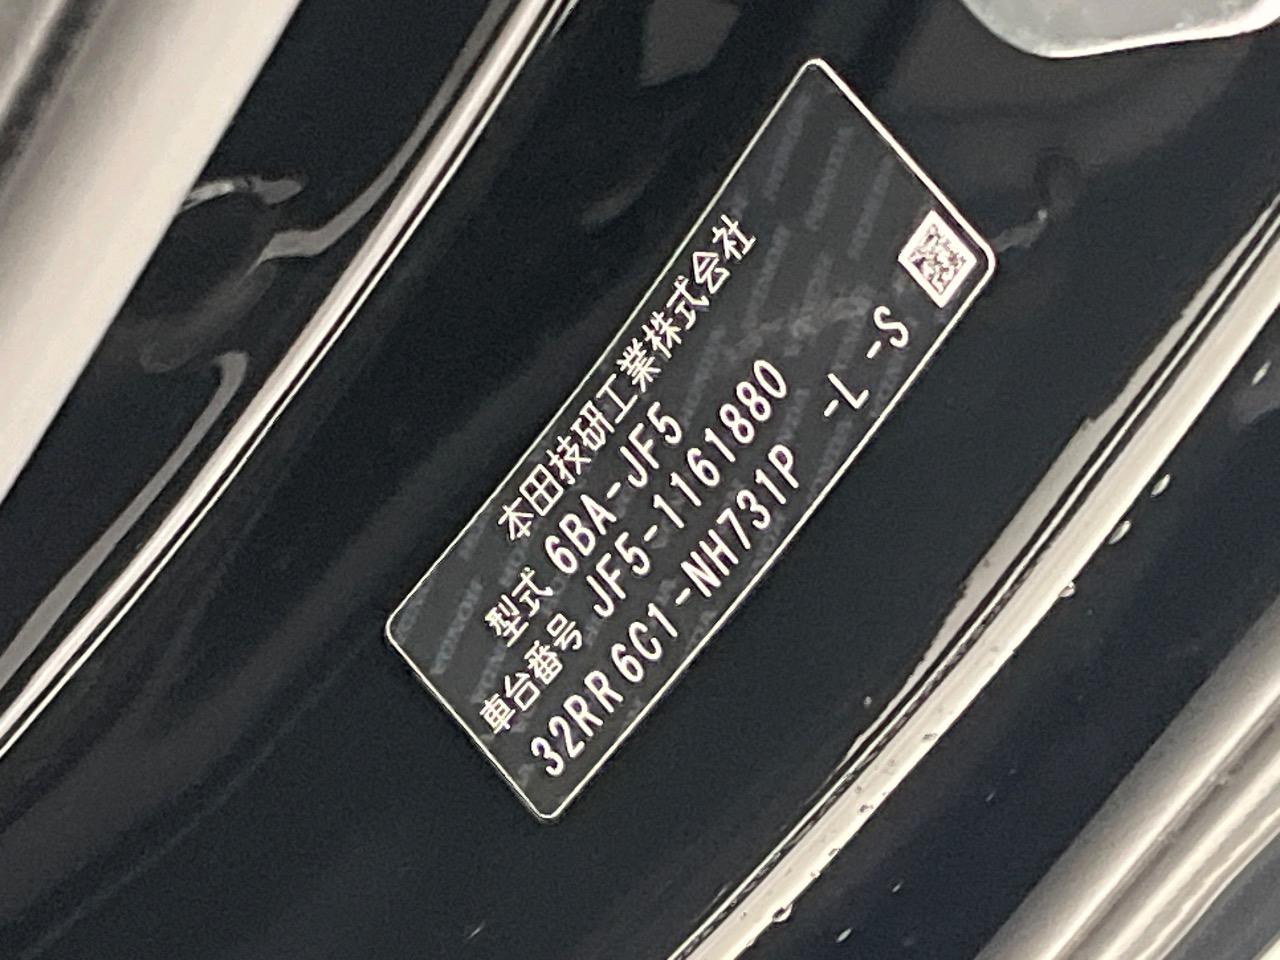 本田技研工業株式会社
型式 6BA-JF5
車台番号 JF5-1161880
32RR 6C1-NH731P -L -S